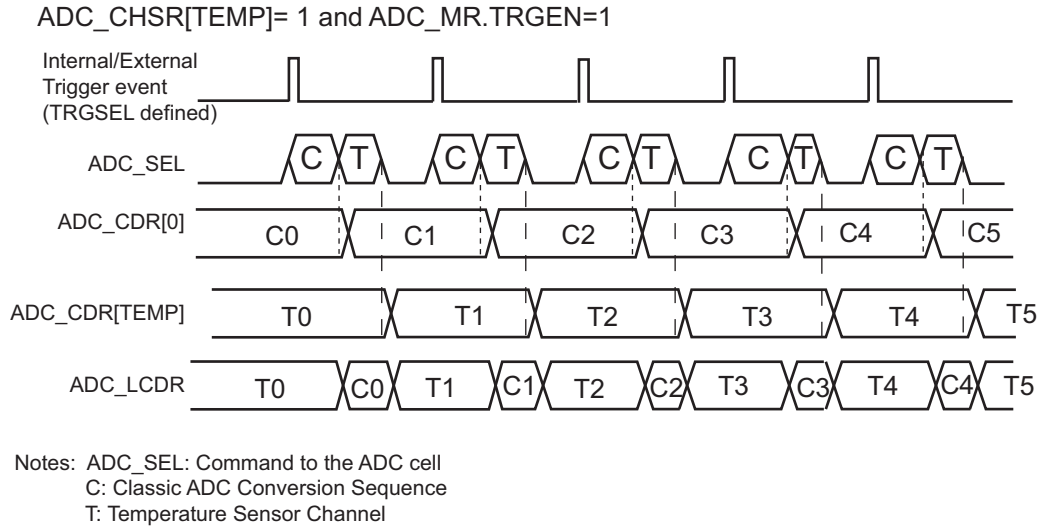 ADC_CHSR[TEMP]= 1 and ADC_MR.TRGEN=1
Internal/External
Trigger event
(TRGSEL defined)
ADC_SEL C T C T C T C T C T
ADC_CDR[0] C0 C1 C2 C3 C4 C5
ADC_CDR[TEMP] T0 T1 T2 T3 T4 T5
ADC_LCDR T0 C0 T1 C1 T2 C2 T3 C3 T4 C4 T5
Notes: ADC_SEL: Command to the ADC cell
C: Classic ADC Conversion Sequence
T: Temperature Sensor Channel